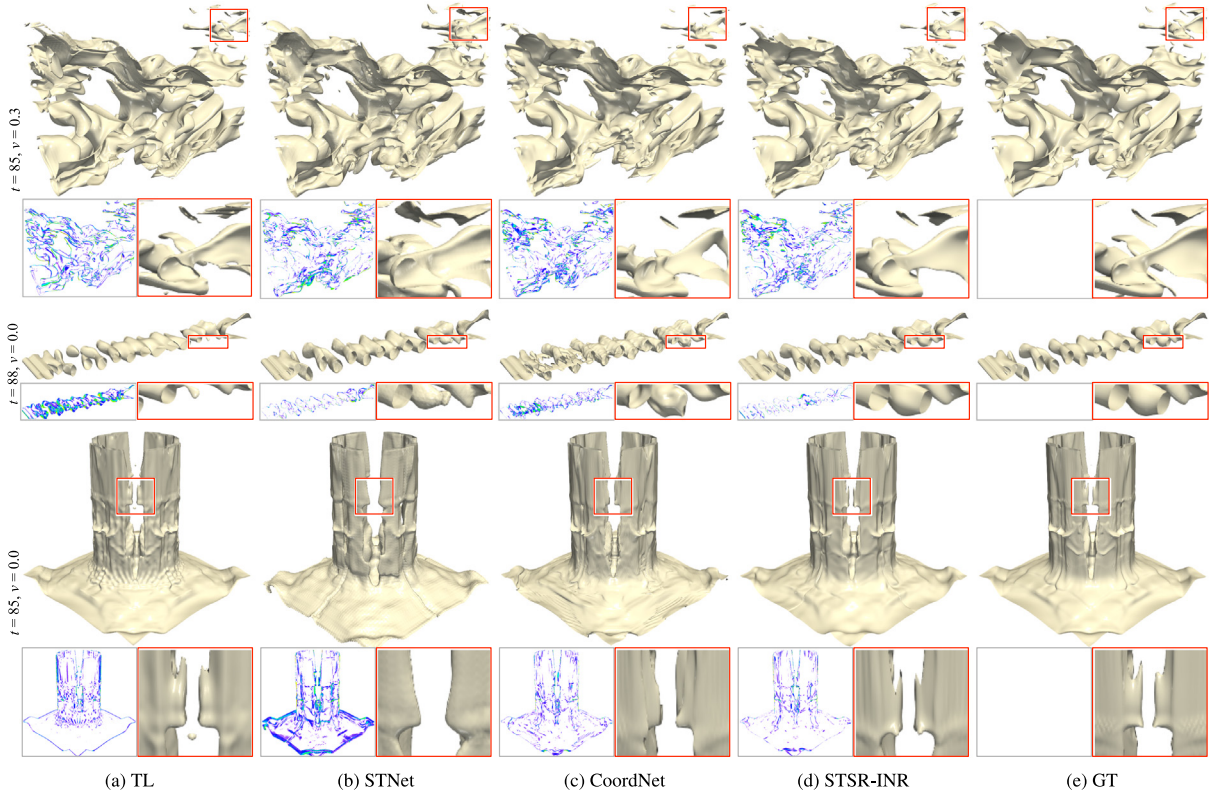 t = 85, v = 0.3
t = 88, v = 0.0
t = 85, v = 0.0
(a) TL
(b) STNet
(c) CoordNet
(d) STSR-INR
(e) GT